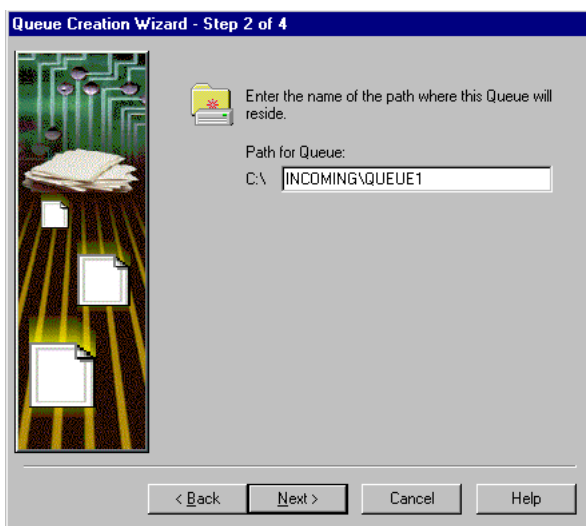 Queue Creation Wizard - Step 2 of 4
Enter the name of the path where this Queue will
reside.
Path for Queue:
C:\ INCOMING\QUEUE1
< Back Next > Cancel Help